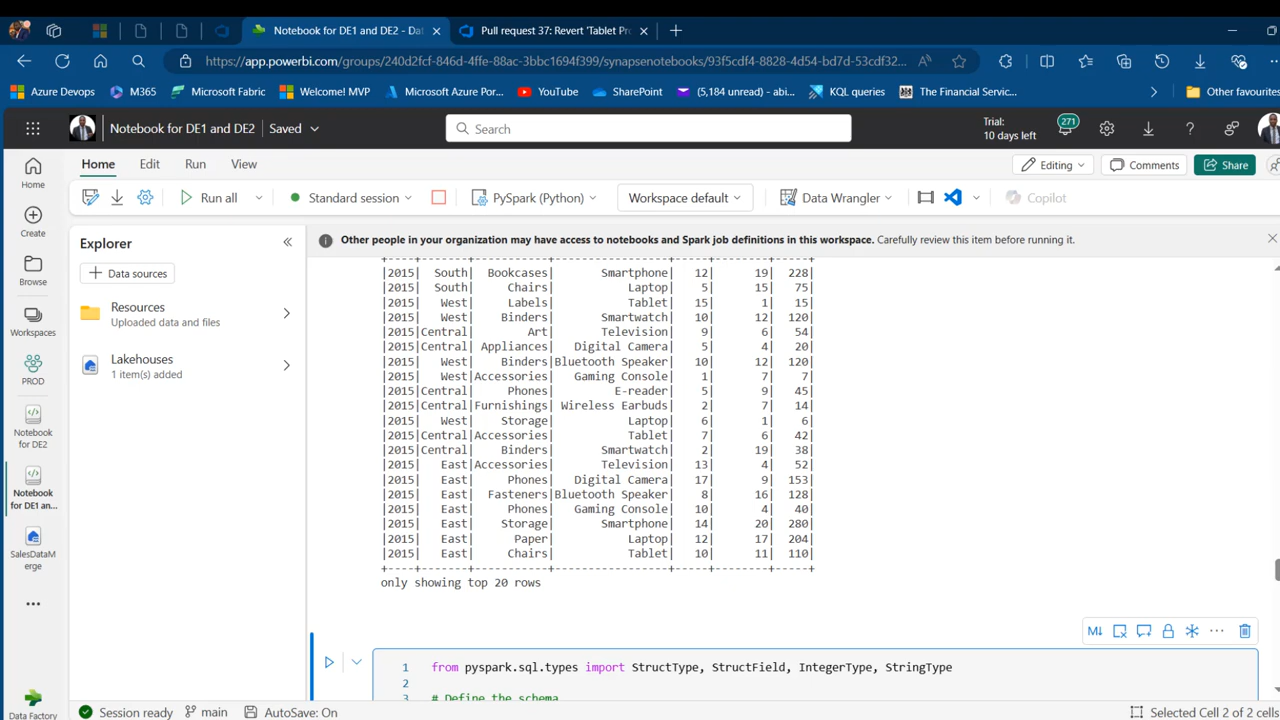 Notebook for DE1 and DE2 - Dat
Pull request 37: Revert 'Tablet Pr
https://app.powerbi.com/groups/240d2fcf-846d-4ffe-88ac-3bbc1694f399/synapsenotebooks/93f5cdf4-8828-4d54-bd7d-53cdf32...
Azure Devops
M365
Microsoft Fabric
Welcome! MVP
Microsoft Azure Por...
YouTube
SharePoint
(5,184 unread) - abi...
KQL queries
The Financial Servic...
Other favourites
Notebook for DE1 and DE2
Saved
Search
Trial:
10 days left
271
Home
Edit
Run
View
Editing
Comments
Share
Run all
Standard session
PySpark (Python)
Workspace default
Data Wrangler
Copilot
Home
Create
Browse
Workspaces
PROD
Notebook
for DE2
Notebook
for DE1 an...
SalesDataM
erge
Data Factory
Explorer
Data sources
Resources
Uploaded data and files
Lakehouses
1 item(s) added
Other people in your organization may have access to notebooks and Spark job definitions in this workspace. Carefully review this item before running it.
+----+-------+-----------+-----------------+----+--------+-----+
|2015|  South|  Bookcases|       Smartphone|  12|      19|  228|
|2015|  South|     Chairs|           Laptop|   5|      15|   75|
|2015|   West|     Labels|           Tablet|  15|       1|   15|
|2015|   West|    Binders|       Smartwatch|  10|      12|  120|
|2015|Central|        Art|       Television|   9|       6|   54|
|2015|Central| Appliances|   Digital Camera|   5|       4|   20|
|2015|   West|    Binders|Bluetooth Speaker|  10|      12|  120|
|2015|   West|Accessories|   Gaming Console|   1|       7|    7|
|2015|Central|     Phones|         E-reader|   5|       9|   45|
|2015|Central|Furnishings| Wireless Earbuds|   2|       7|   14|
|2015|   West|    Storage|           Laptop|   6|       1|    6|
|2015|Central|Accessories|           Tablet|   7|       6|   42|
|2015|Central|    Binders|       Smartwatch|   2|      19|   38|
|2015|   East|Accessories|       Television|  13|       4|   52|
|2015|   East|     Phones|   Digital Camera|  17|       9|  153|
|2015|   East|  Fasteners|Bluetooth Speaker|   8|      16|  128|
|2015|   East|     Phones|   Gaming Console|  10|       4|   40|
|2015|   East|    Storage|       Smartphone|  14|      20|  280|
|2015|   East|      Paper|           Laptop|  12|      17|  204|
|2015|   East|     Chairs|           Tablet|  10|      11|  110|
+----+-------+-----------+-----------------+----+--------+-----+
only showing top 20 rows
M↓
1 from pyspark.sql.types import StructType, StructField, IntegerType, StringType
2
3 # Define the schema
Session ready
main
AutoSave: On
Selected Cell 2 of 2 cells